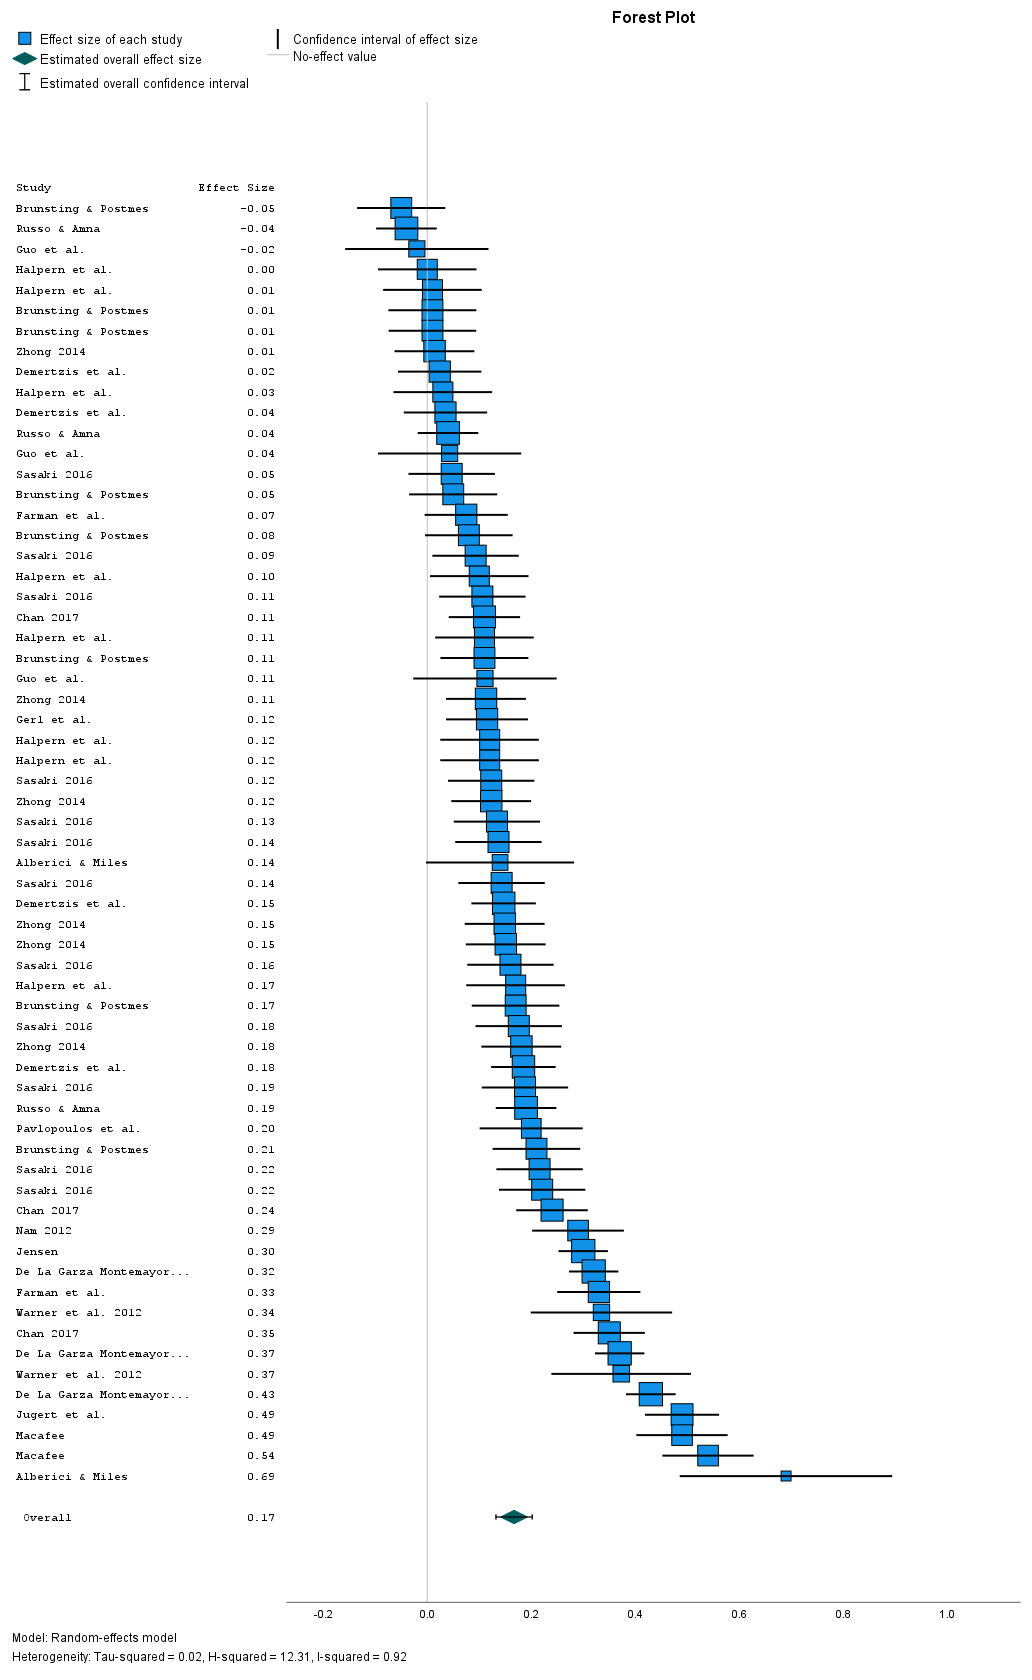 Forest Plot
Effect size of each study
Confidence interval of effect size
Estimated overall effect size
No-effect value
Estimated overall confidence interval
Study Effect Size
Brunsting & Postmes -0.05
Russo & Amna -0.04
Guo et al. -0.02
Halpern et al. 0.00
Halpern et al. 0.01
Brunsting & Postmes 0.01
Brunsting & Postmes 0.01
Zhong 2014 0.01
Demertzis et al. 0.02
Halpern et al. 0.03
Demertzis et al. 0.04
Russo & Amna 0.04
Guo et al. 0.04
Sasaki 2016 0.05
Brunsting & Postmes 0.05
Farman et al. 0.07
Brunsting & Postmes 0.08
Sasaki 2016 0.09
Halpern et al. 0.10
Sasaki 2016 0.11
Chan 2017 0.11
Halpern et al. 0.11
Brunsting & Postmes 0.11
Guo et al. 0.11
Zhong 2014 0.11
Gerl et al. 0.12
Halpern et al. 0.12
Halpern et al. 0.12
Sasaki 2016 0.12
Zhong 2014 0.12
Sasaki 2016 0.13
Sasaki 2016 0.14
Alberici & Miles 0.14
Sasaki 2016 0.14
Demertzis et al. 0.15
Zhong 2014 0.15
Zhong 2014 0.15
Sasaki 2016 0.16
Halpern et al. 0.17
Brunsting & Postmes 0.17
Sasaki 2016 0.18
Zhong 2014 0.18
Demertzis et al. 0.18
Sasaki 2016 0.19
Russo & Amna 0.19
Pavlopoulos et al. 0.20
Brunsting & Postmes 0.21
Sasaki 2016 0.22
Sasaki 2016 0.22
Chan 2017 0.24
Nam 2012 0.29
Jensen 0.30
De La Garza Montemayor... 0.32
Farman et al. 0.33
Warner et al. 2012 0.34
Chan 2017 0.35
De La Garza Montemayor... 0.37
Warner et al. 2012 0.37
De La Garza Montemayor... 0.43
Jugert et al. 0.49
Macafee 0.49
Macafee 0.54
Alberici & Miles 0.69
Overall 0.17
-0.2 0.0 0.2 0.4 0.6 0.8 1.0
Model: Random-effects model
Heterogeneity: Tau-squared = 0.02, H-squared = 12.31, I-squared = 0.92